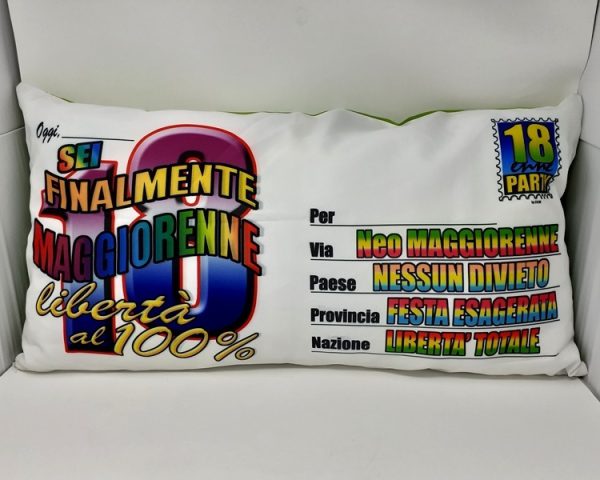 Oggi,
18
SEI
FINALMENTE
MAGGIORENNE
libertà
al 100%
18
anni
PARTY
Per
Via Neo MAGGIORENNE
Paese NESSUN DIVIETO
Provincia FESTA ESAGERATA
Nazione LIBERTA' TOTALE